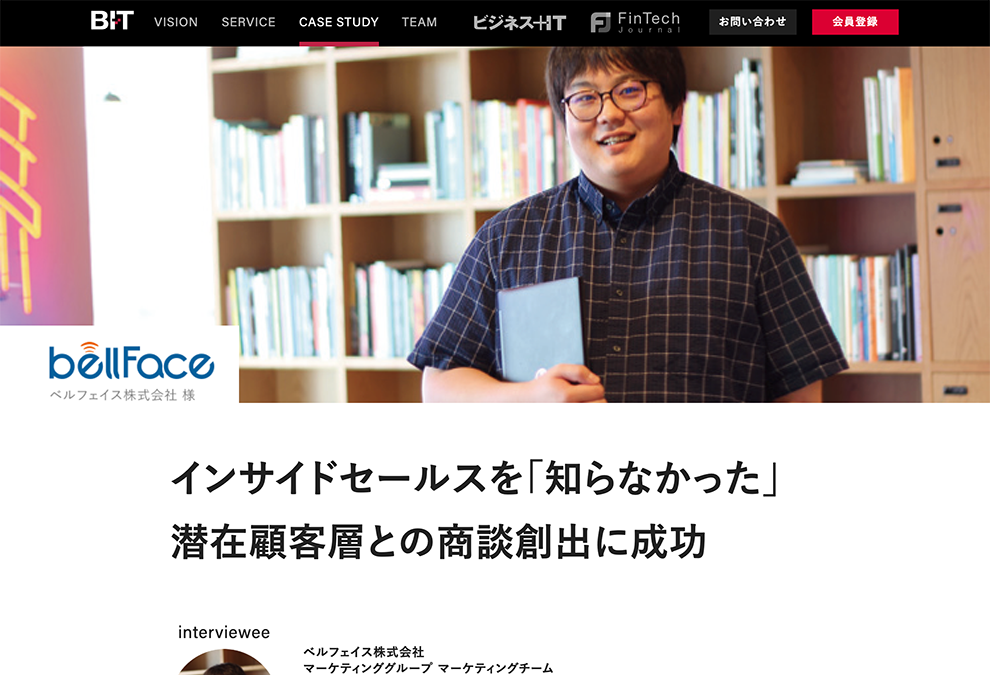 BIT VISION SERVICE CASE STUDY TEAM ビジネス+IT FinTech Journal お問い合わせ 会員登録
bellFace
ベルフェイス株式会社 様
インサイドセールスを「知らなかった」
潜在顧客層との商談創出に成功
interviewee
ベルフェイス株式会社
マーケティンググループ マーケティングチーム